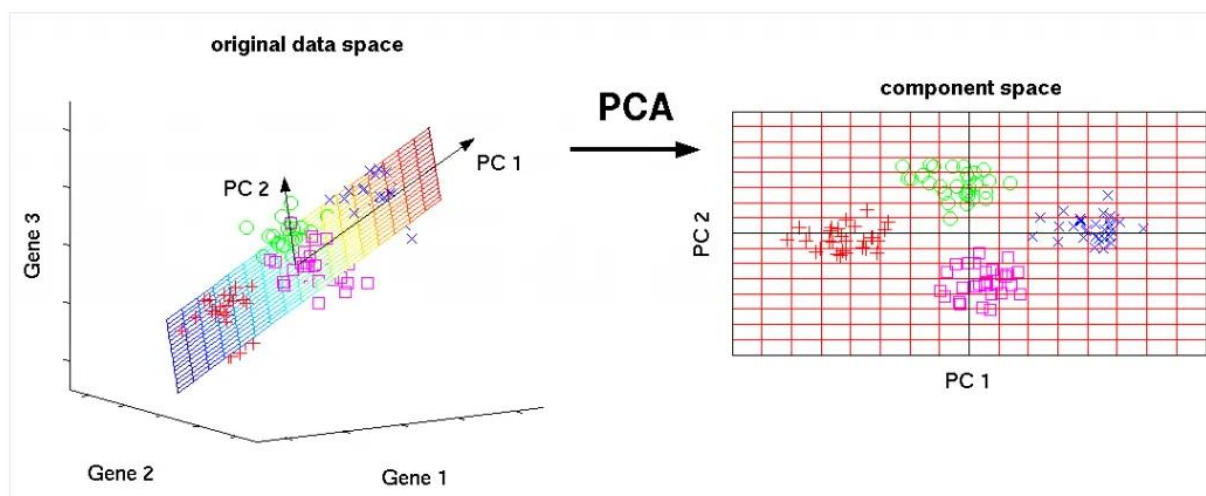 original data space
PC 1
PC 2
Gene 3
Gene 2
Gene 1
PCA
component space
PC 2
PC 1